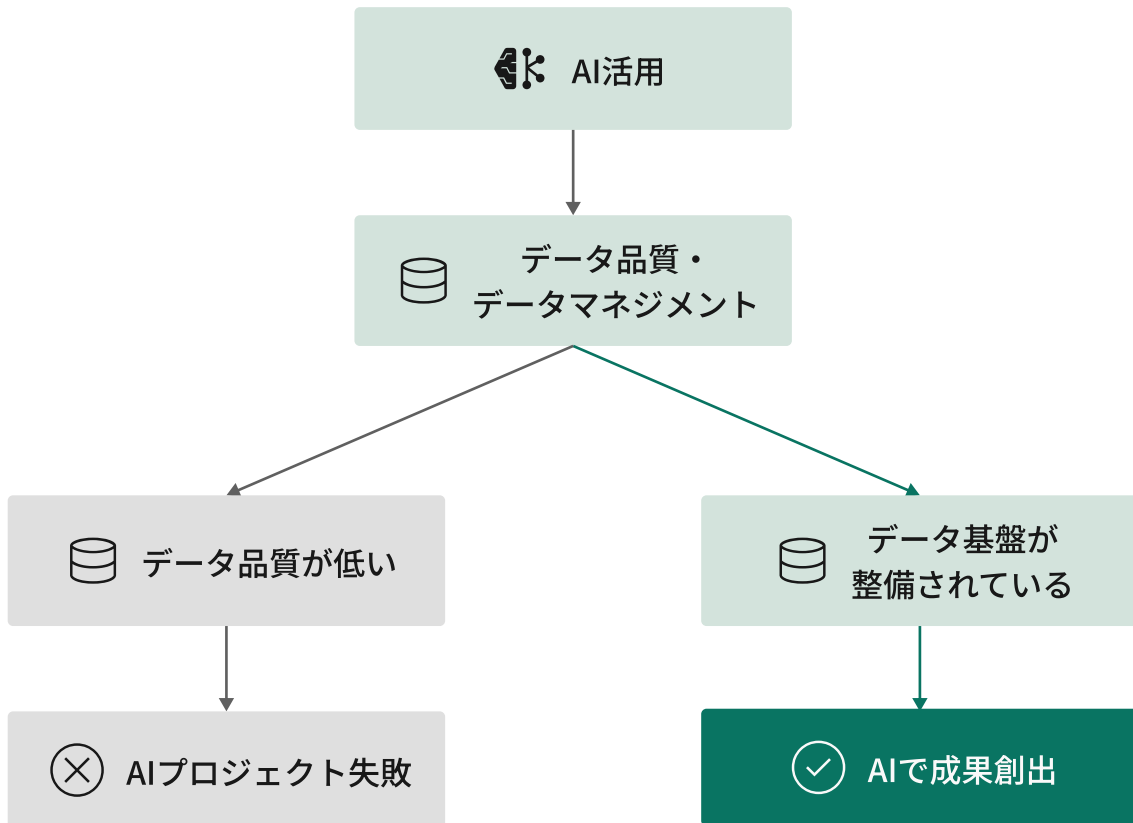 AI活用
データ品質・
データマネジメント
データ品質が低い
データ基盤が
整備されている
AIプロジェクト失敗
AIで成果創出